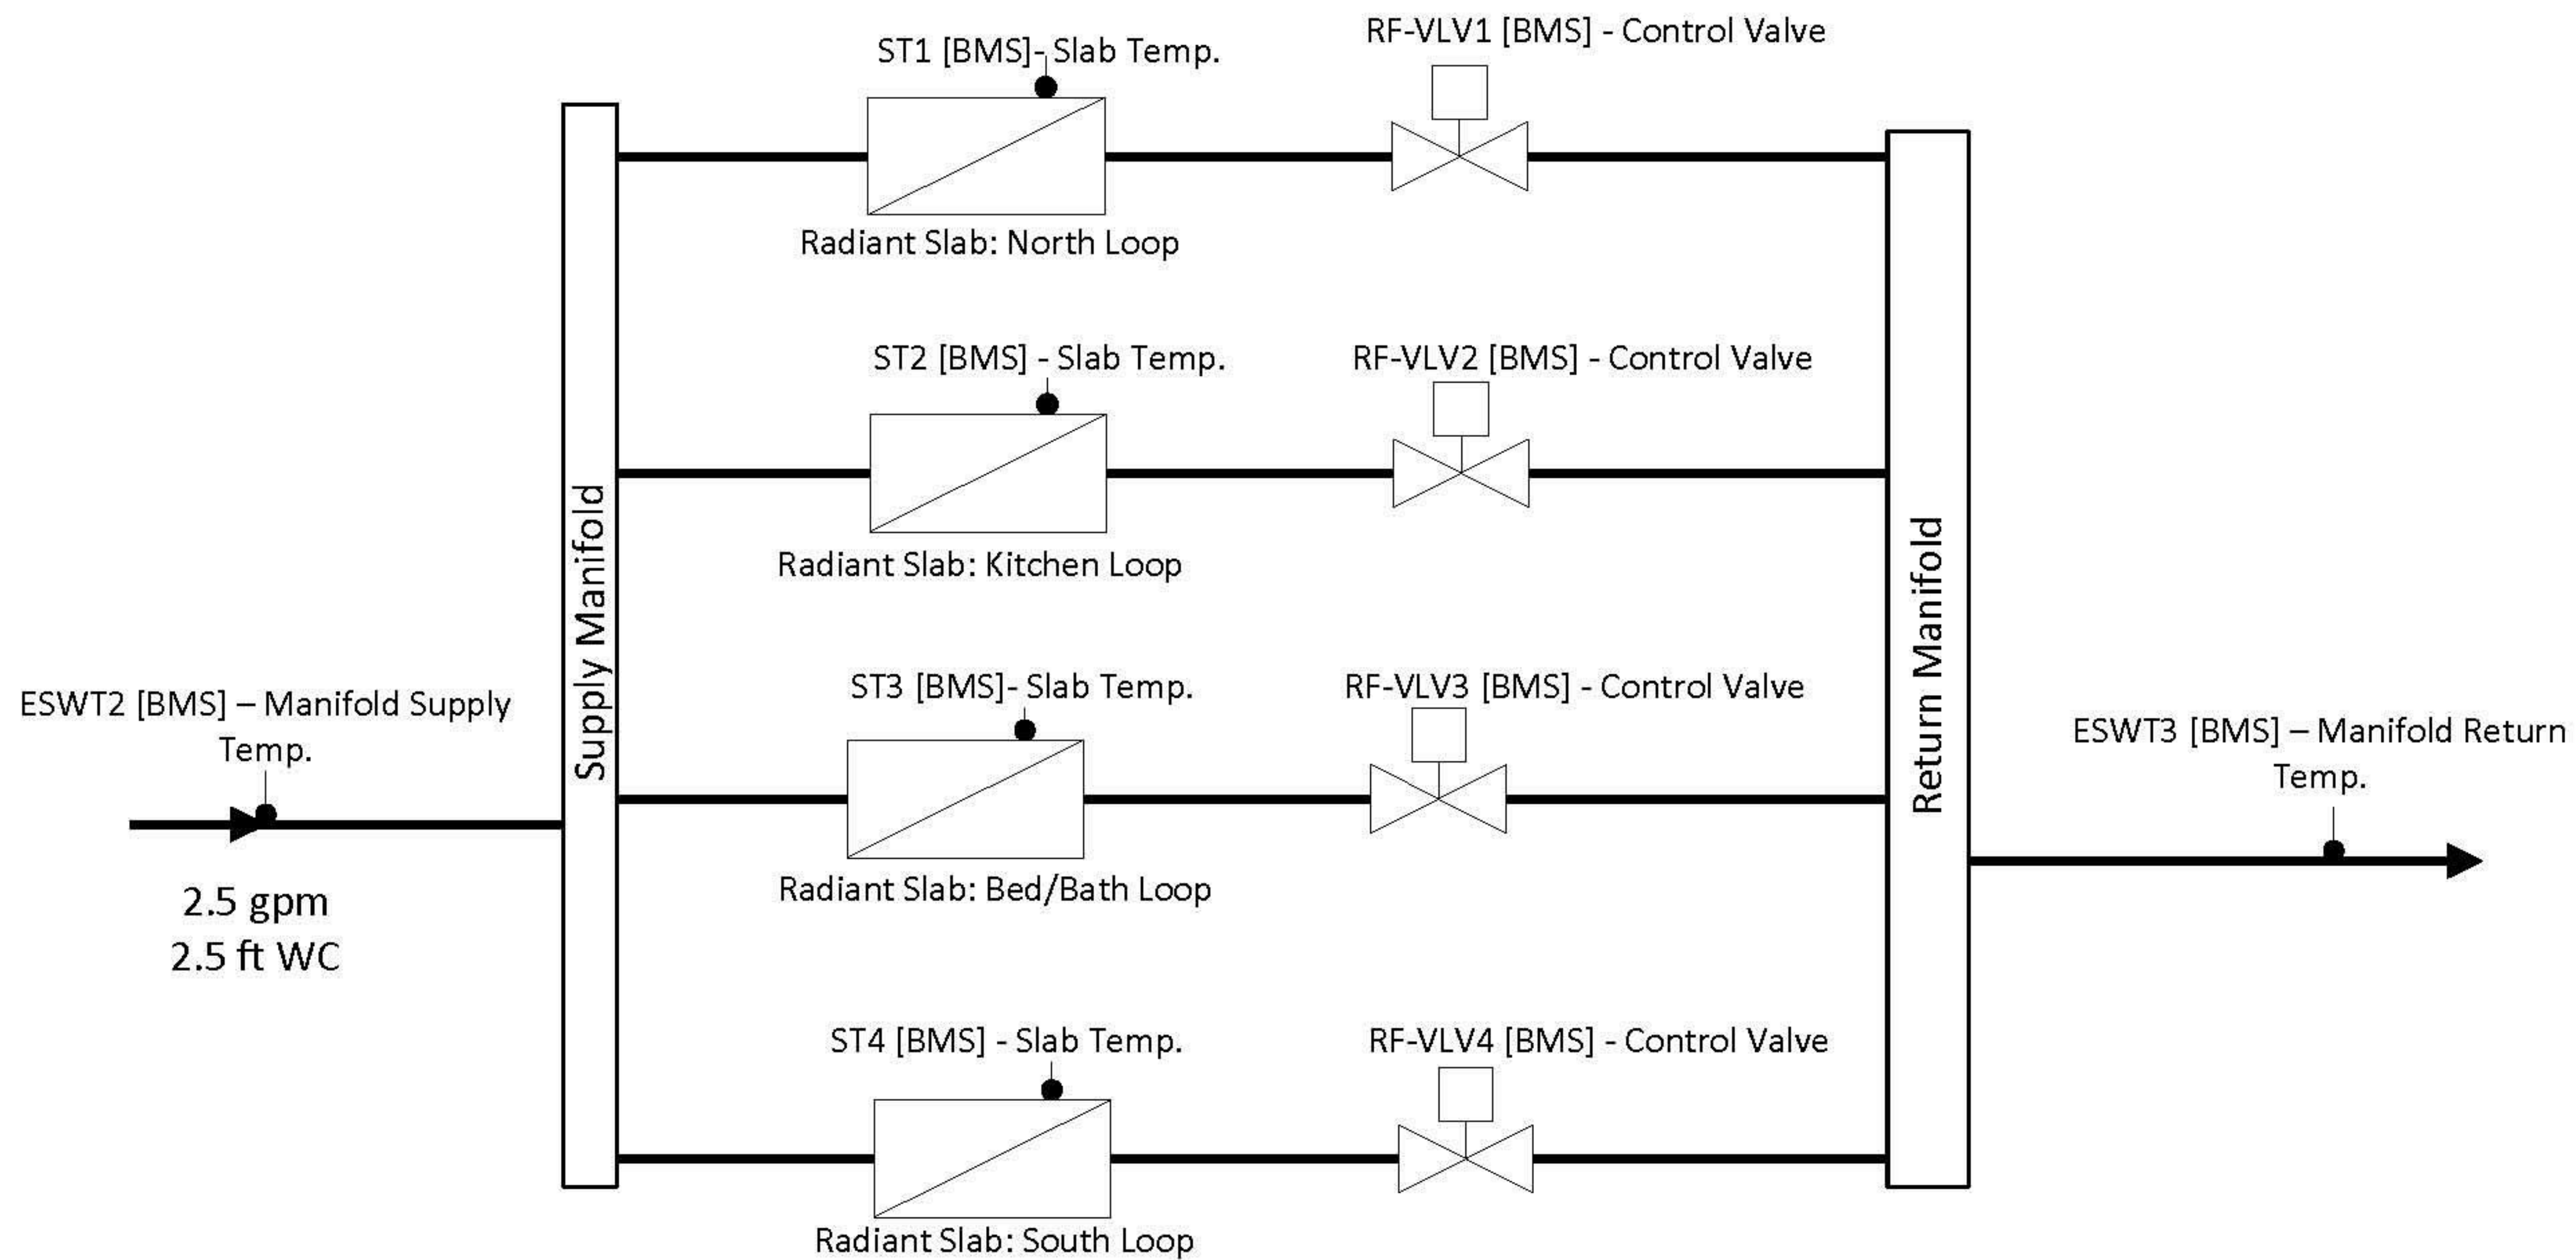 ST1 [BMS]- Slab Temp.
RF-VLV1 [BMS] - Control Valve
Radiant Slab: North Loop
ST2 [BMS] - Slab Temp.
RF-VLV2 [BMS] - Control Valve
Radiant Slab: Kitchen Loop
Supply Manifold
Return Manifold
ESWT2 [BMS] – Manifold Supply
Temp.
2.5 gpm
2.5 ft WC
ST3 [BMS]- Slab Temp.
RF-VLV3 [BMS] - Control Valve
Radiant Slab: Bed/Bath Loop
ESWT3 [BMS] – Manifold Return
Temp.
ST4 [BMS] - Slab Temp.
RF-VLV4 [BMS] - Control Valve
Radiant Slab: South Loop